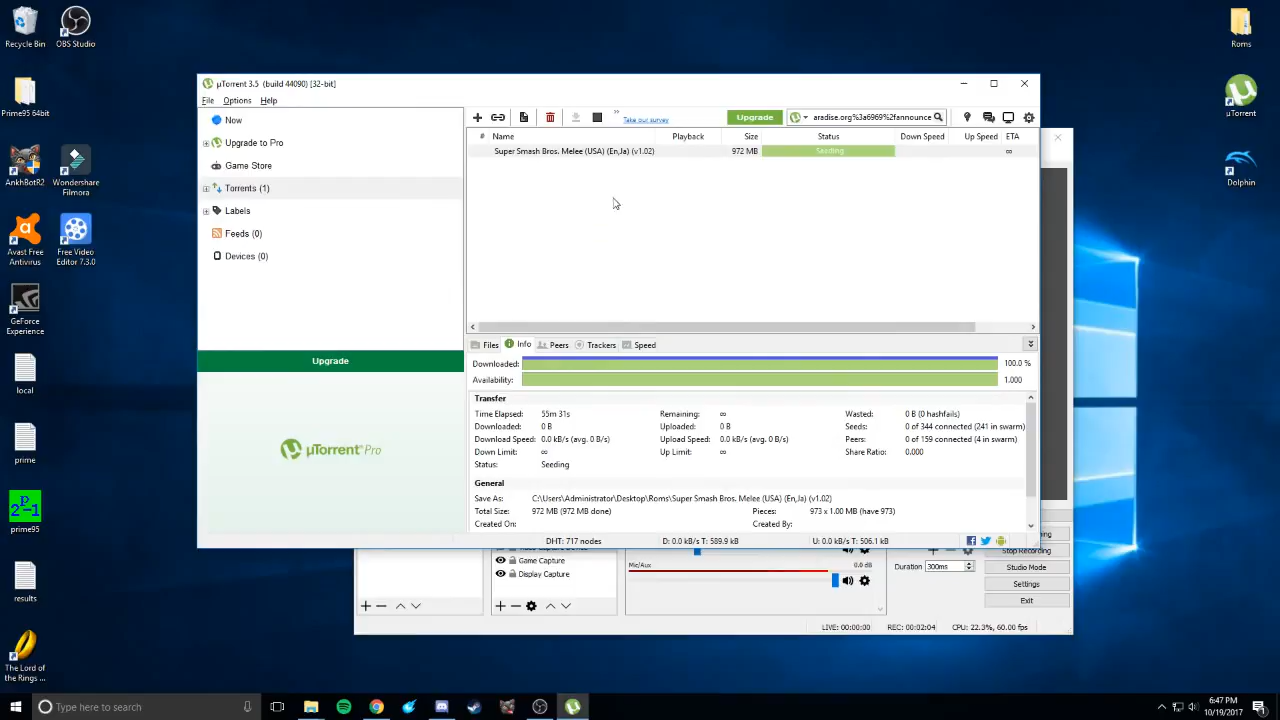 Recycle Bin
OBS Studio
Roms
Prime95 64bit
µTorrent
AnkhBotR2
Wondershare Filmora
Dolphin
Avast Free Antivirus
Free Video Editor 7.3.0
GeForce Experience
local
prime
2P-1
prime95
results
The Lord of the Rings ...
µTorrent 3.5 (build 44090) [32-bit]
File Options Help
Now
Upgrade to Pro
Game Store
Torrents (1)
Labels
Feeds (0)
Devices (0)
Upgrade
µTorrent Pro
Take out survey
Upgrade
aradise.org%3a6969%2fannounce
# Name Playback Size Status Down Speed Up Speed ETA
Super Smash Bros. Melee (USA) (En,Ja) (v1.02) 972 MB Seeding ∞
Files Info Peers Trackers Speed
Downloaded: 100.0 %
Availability: 1.000
Transfer
Time Elapsed: 55m 31s Remaining: ∞ Wasted: 0 B (0 hashfails)
Downloaded: 0 B Uploaded: 0 B Seeds: 0 of 344 connected (241 in swarm)
Download Speed: 0.0 kB/s (avg. 0 B/s) Upload Speed: 0.0 kB/s (avg. 0 B/s) Peers: 0 of 159 connected (4 in swarm)
Down Limit: ∞ Up Limit: ∞ Share Ratio: 0.000
Status: Seeding
General
Save As: C:\Users\Administrator\Desktop\Roms\Super Smash Bros. Melee (USA) (En,Ja) (v1.02)
Total Size: 972 MB (972 MB done) Pieces: 973 x 1.00 MB (have 973)
Created On: Created By:
DHT: 717 nodes D: 0.0 kB/s T: 589.9 kB U: 0.0 kB/s T: 506.1 kB
Game Capture
Display Capture
Mic/Aux 0.0 dB
Duration 300ms
Stop Recording
Studio Mode
Settings
Exit
LIVE: 00:00:00 REC: 00:02:04 CPU: 22.3%, 60.00 fps
Type here to search
6:47 PM
10/19/2017